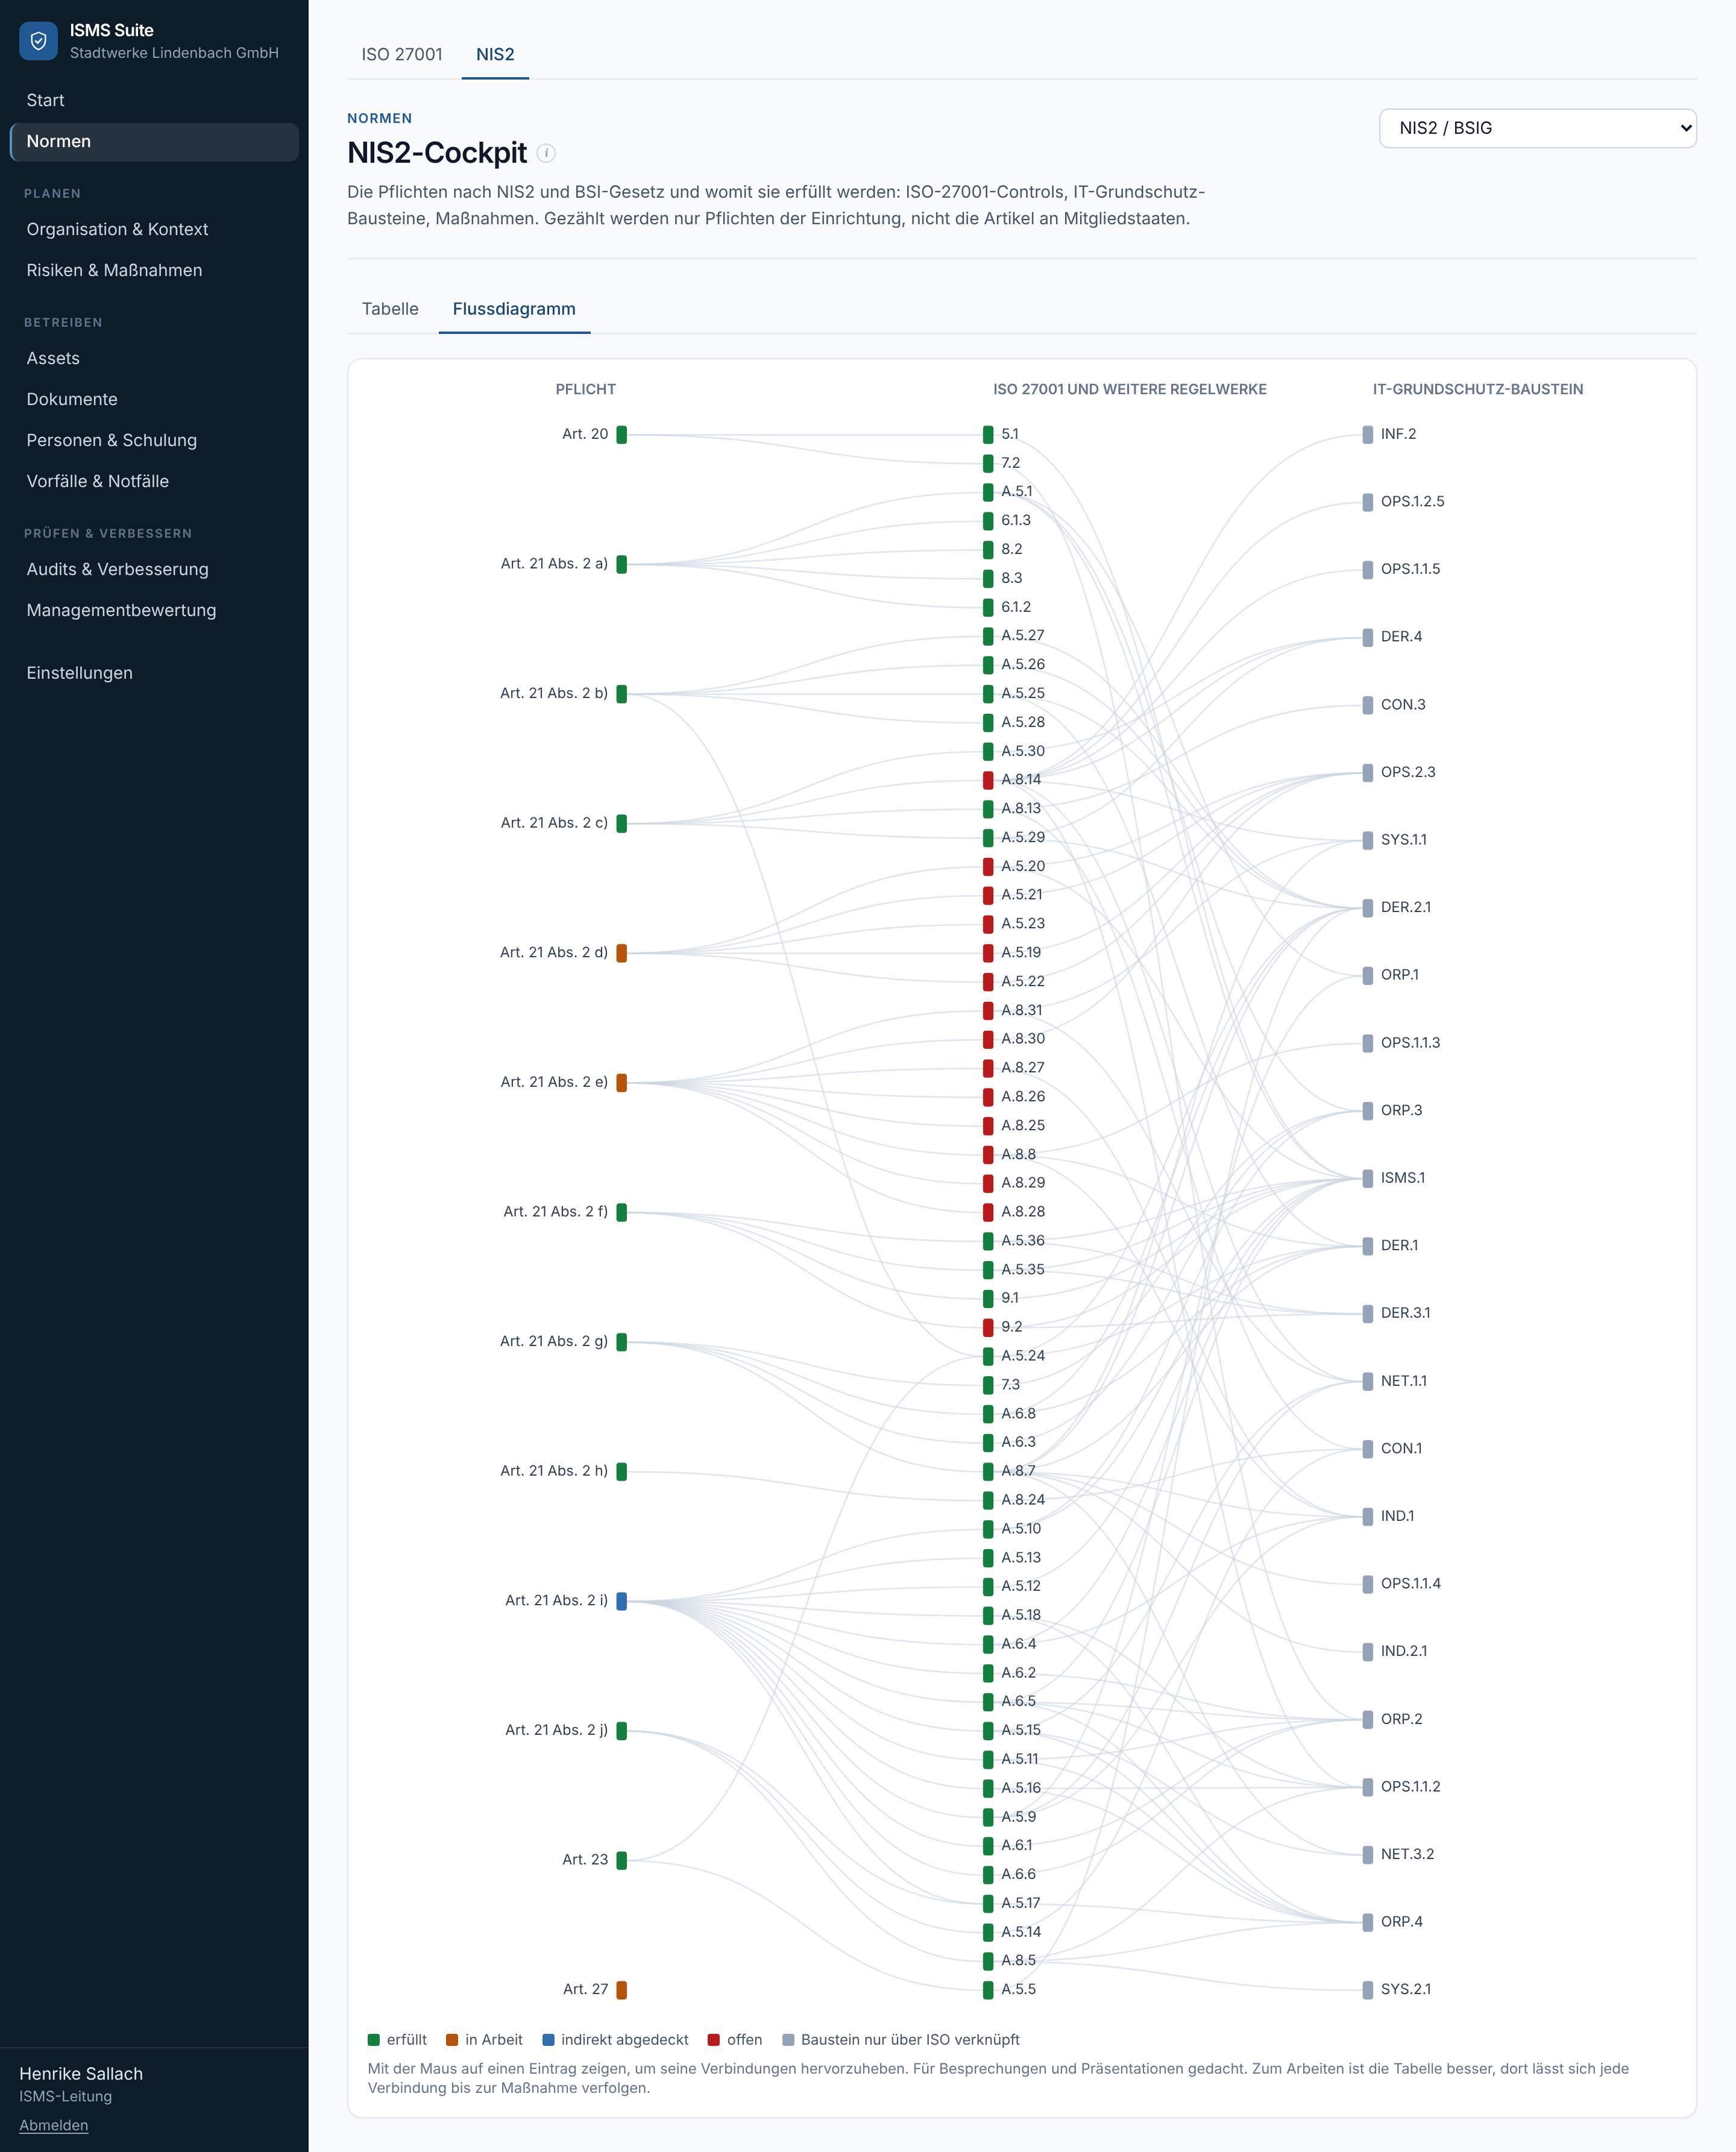 ISMS Suite
Stadtwerke Lindenbach GmbH
Start
Normen
PLANEN
Organisation & Kontext
Risiken & Maßnahmen
BETREIBEN
Assets
Dokumente
Personen & Schulung
Vorfälle & Notfälle
PRÜFEN & VERBESSERN
Audits & Verbesserung
Managementbewertung
Einstellungen
Henrike Sallach
ISMS-Leitung
Abmelden
ISO 27001
NIS2
NORMEN
NIS2-Cockpit
i
NIS2 / BSIG
Die Pflichten nach NIS2 und BSI-Gesetz und womit sie erfüllt werden: ISO-27001-Controls, IT-Grundschutz-
Bausteine, Maßnahmen. Gezählt werden nur Pflichten der Einrichtung, nicht die Artikel an Mitgliedstaaten.
Tabelle
Flussdiagramm
PFLICHT
Art. 20
Art. 21 Abs. 2 a)
Art. 21 Abs. 2 b)
Art. 21 Abs. 2 c)
Art. 21 Abs. 2 d)
Art. 21 Abs. 2 e)
Art. 21 Abs. 2 f)
Art. 21 Abs. 2 g)
Art. 21 Abs. 2 h)
Art. 21 Abs. 2 i)
Art. 21 Abs. 2 j)
Art. 23
Art. 27
ISO 27001 UND WEITERE REGELWERKE
5.1
7.2
A.5.1
6.1.3
8.2
8.3
6.1.2
A.5.27
A.5.26
A.5.25
A.5.28
A.5.30
A.8.14
A.8.13
A.5.29
A.5.20
A.5.21
A.5.23
A.5.19
A.5.22
A.8.31
A.8.30
A.8.27
A.8.26
A.8.25
A.8.8
A.8.29
A.8.28
A.5.36
A.5.35
9.1
9.2
A.5.24
7.3
A.6.8
A.6.3
A.8.7
A.8.24
A.5.10
A.5.13
A.5.12
A.5.18
A.6.4
A.6.2
A.6.5
A.5.15
A.5.11
A.5.16
A.5.9
A.6.1
A.6.6
A.5.17
A.5.14
A.8.5
A.5.5
IT-GRUNDSCHUTZ-BAUSTEIN
INF.2
OPS.1.2.5
OPS.1.1.5
DER.4
CON.3
OPS.2.3
SYS.1.1
DER.2.1
ORP.1
OPS.1.1.3
ORP.3
ISMS.1
DER.1
DER.3.1
NET.1.1
CON.1
IND.1
OPS.1.1.4
IND.2.1
ORP.2
OPS.1.1.2
NET.3.2
ORP.4
SYS.2.1
erfüllt
in Arbeit
indirekt abgedeckt
offen
Baustein nur über ISO verknüpft
Mit der Maus auf einen Eintrag zeigen, um seine Verbindungen hervorzuheben. Für Besprechungen und Präsentationen gedacht. Zum Arbeiten ist die Tabelle besser, dort lässt sich jede
Verbindung bis zur Maßnahme verfolgen.